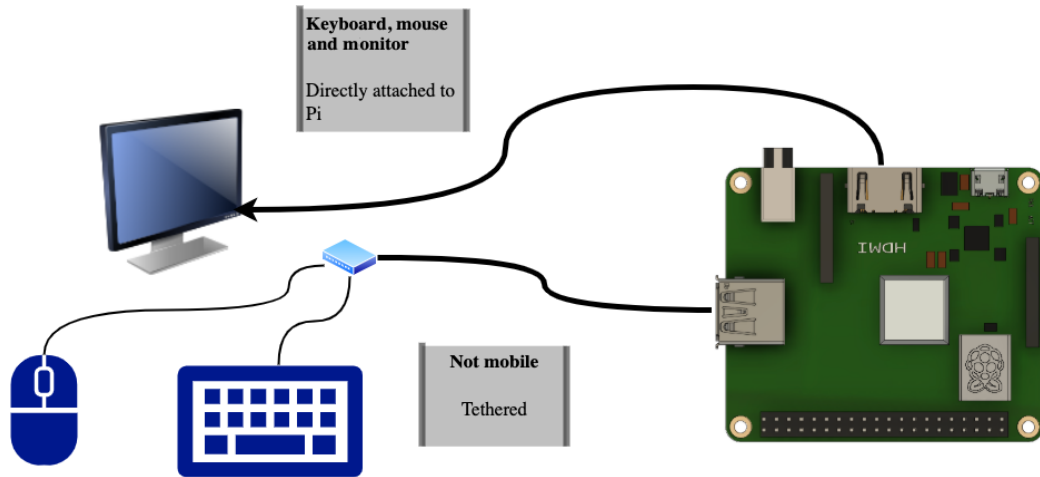 Keyboard, mouse
and monitor
Directly attached to
Pi
HDMI
Not mobile
Tethered